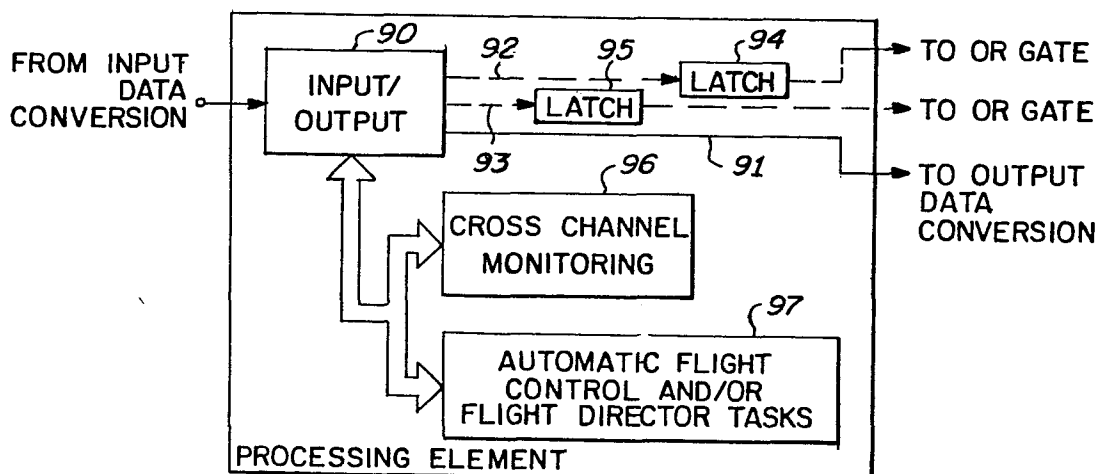 90
92
95
94
FROM INPUT
DATA
CONVERSION
INPUT/
OUTPUT
LATCH
LATCH
TO OR GATE
TO OR GATE
93
91
TO OUTPUT
DATA
CONVERSION
96
CROSS CHANNEL
MONITORING
97
AUTOMATIC FLIGHT
CONTROL AND/OR
FLIGHT DIRECTOR TASKS
PROCESSING ELEMENT